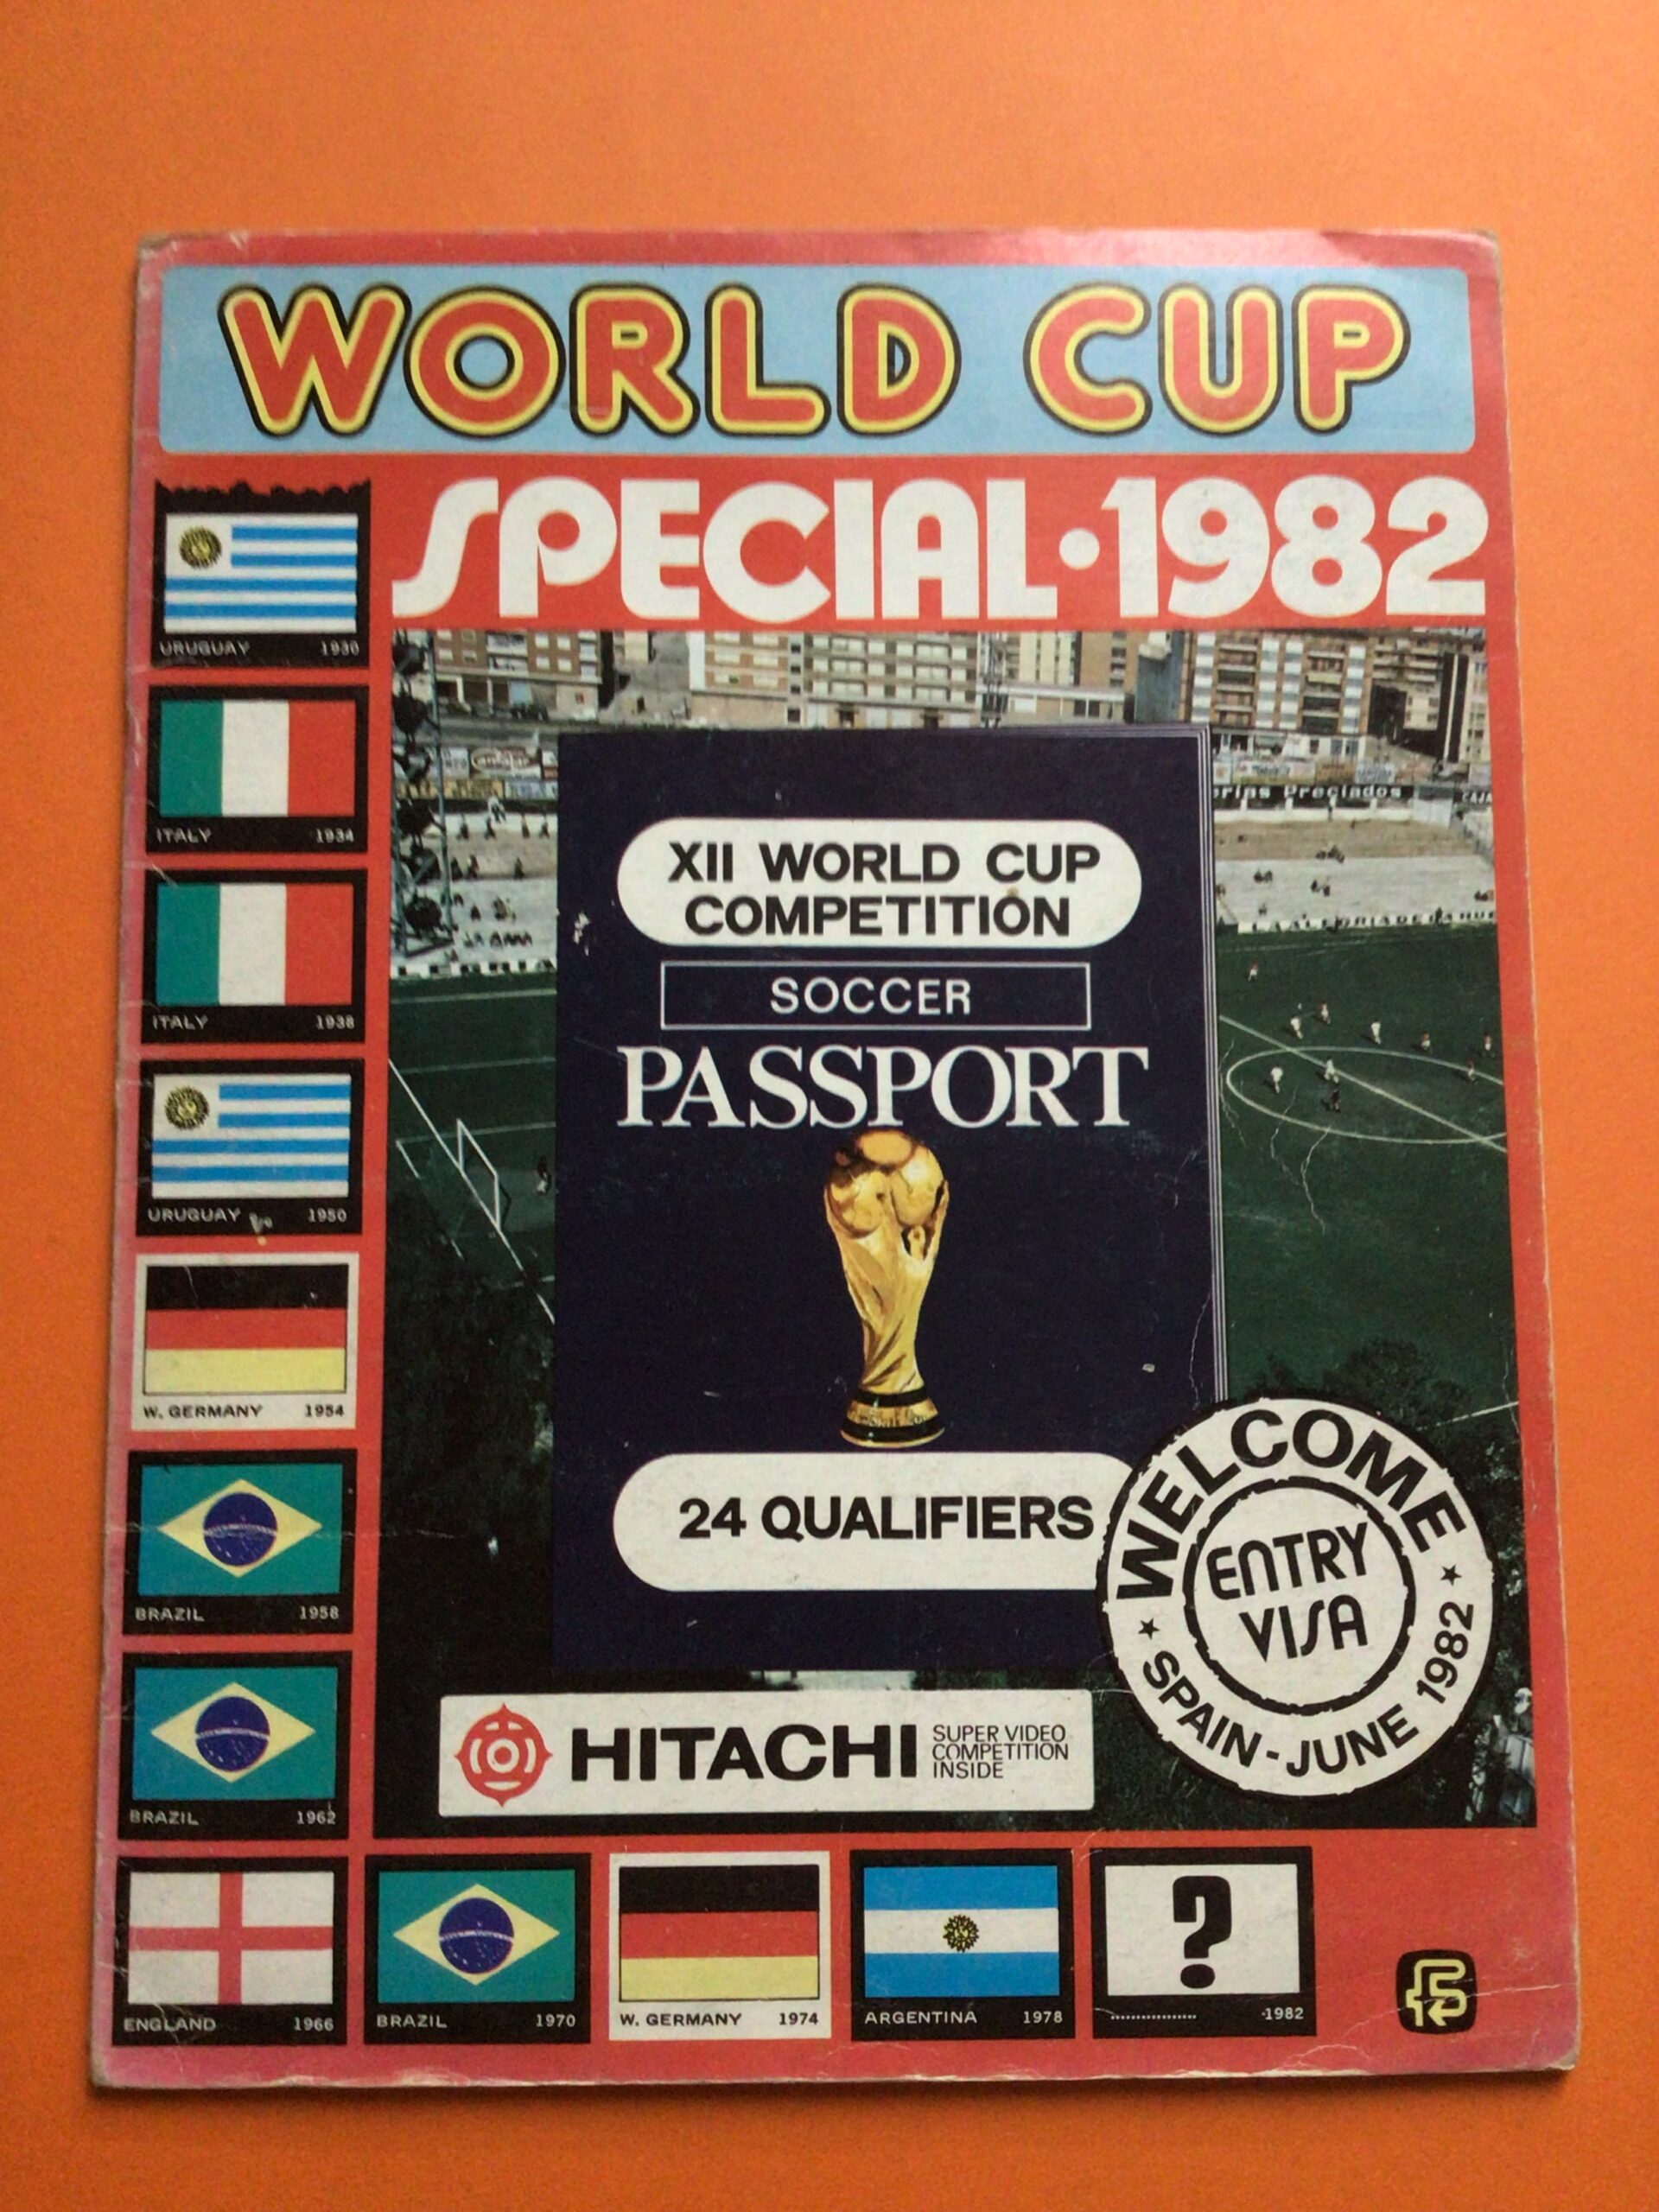 WORLD CUP
SPECIAL·1982
URUGUAY 1930
ITALY 1934
ITALY 1938
URUGUAY 1950
W. GERMANY 1954
BRAZIL 1958
BRAZIL 1962
ENGLAND 1966
BRAZIL 1970
W. GERMANY 1974
ARGENTINA 1978
? 1982
Preciados
XII WORLD CUP
COMPETITION
SOCCER
PASSPORT
24 QUALIFIERS
WELCOME
ENTRY
VISA
SPAIN-JUNE 1982
HITACHI
SUPER VIDEO
COMPETITION
INSIDE